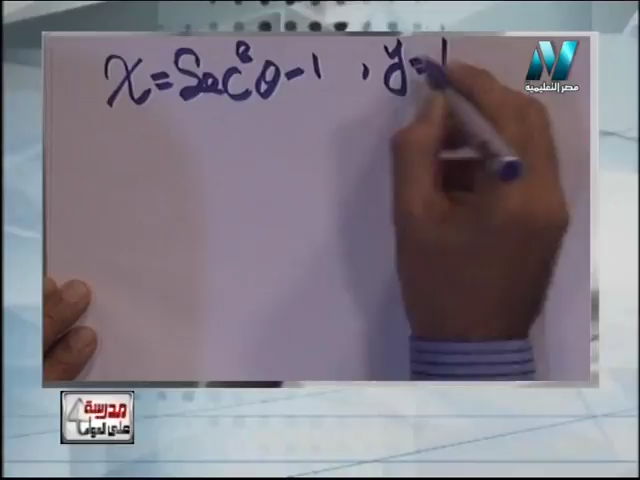 x = Sec²θ - 1 , y =
مصر التعليمية
مدرسة
على الهوا